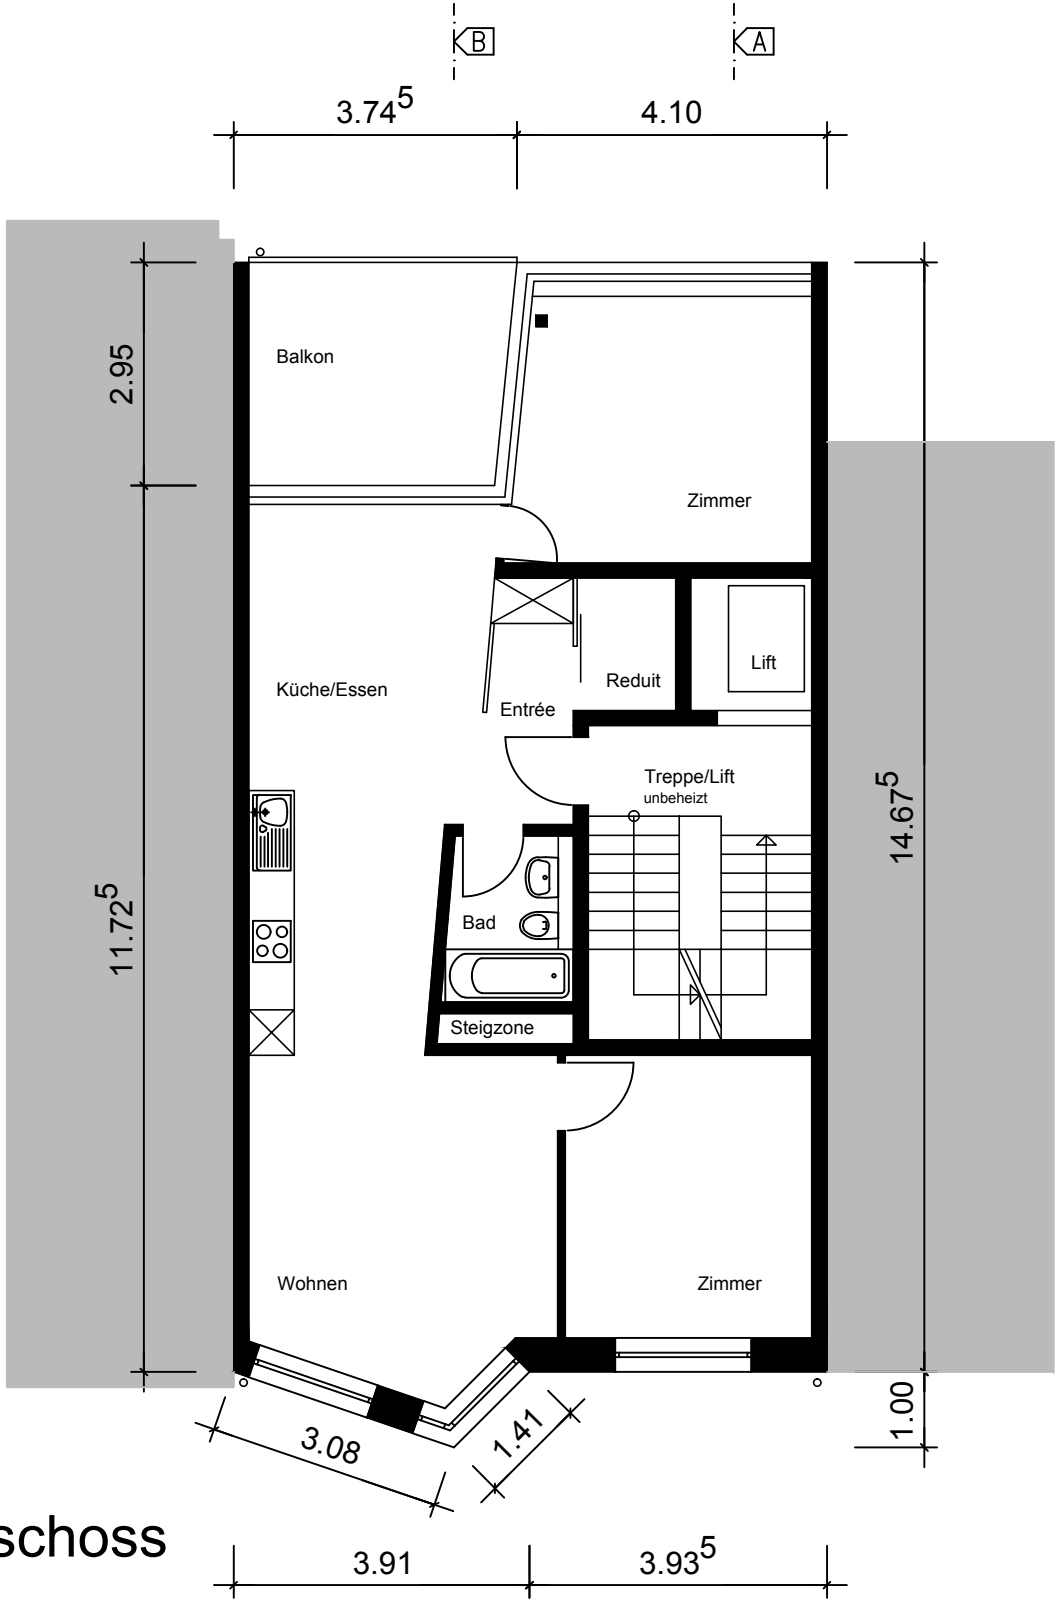 B
A
3.74⁵
4.10
2.95
Balkon
Zimmer
Küche/Essen
Lift
Reduit
Entrée
Treppe/Lift
unbeheizt
14.67⁵
11.72⁵
Bad
Steigzone
Wohnen
Zimmer
1.00
3.08
1.41
schoss
3.91
3.93⁵